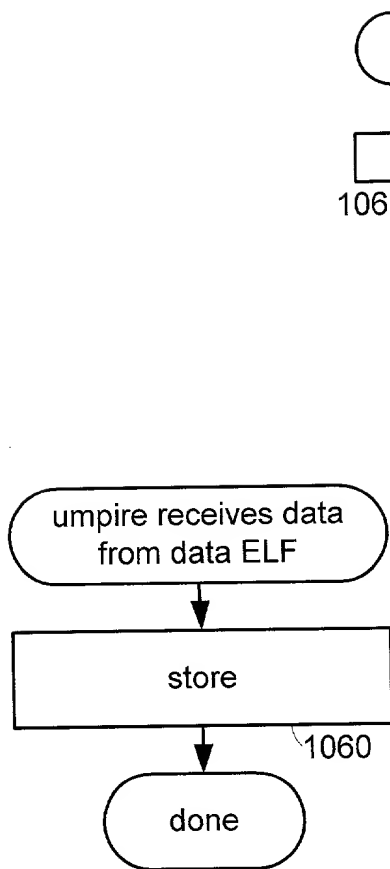 106
umpire receives data
from data ELF
store
1060
done